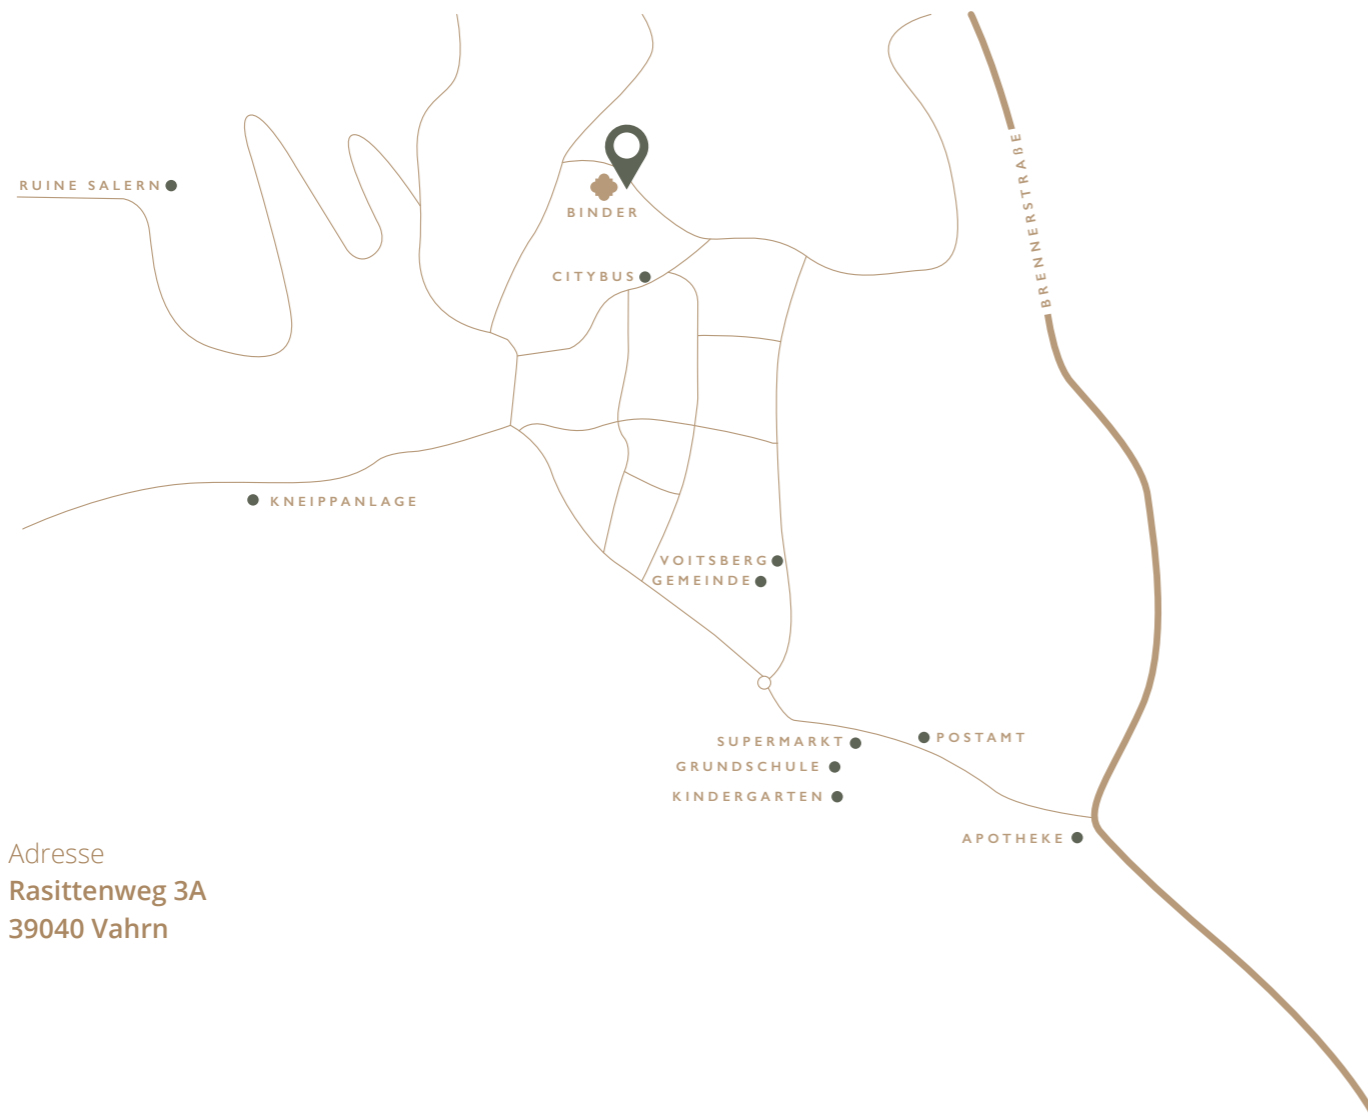 BRENNERSTRAßE
RUINE SALERN
BINDER
CITYBUS
KNEIPPANLAGE
VOITSBERG
GEMEINDE
SUPERMARKT
POSTAMT
GRUNDSCHULE
KINDERGARTEN
APOTHEKE
Adresse
Rasittenweg 3A
39040 Vahrn